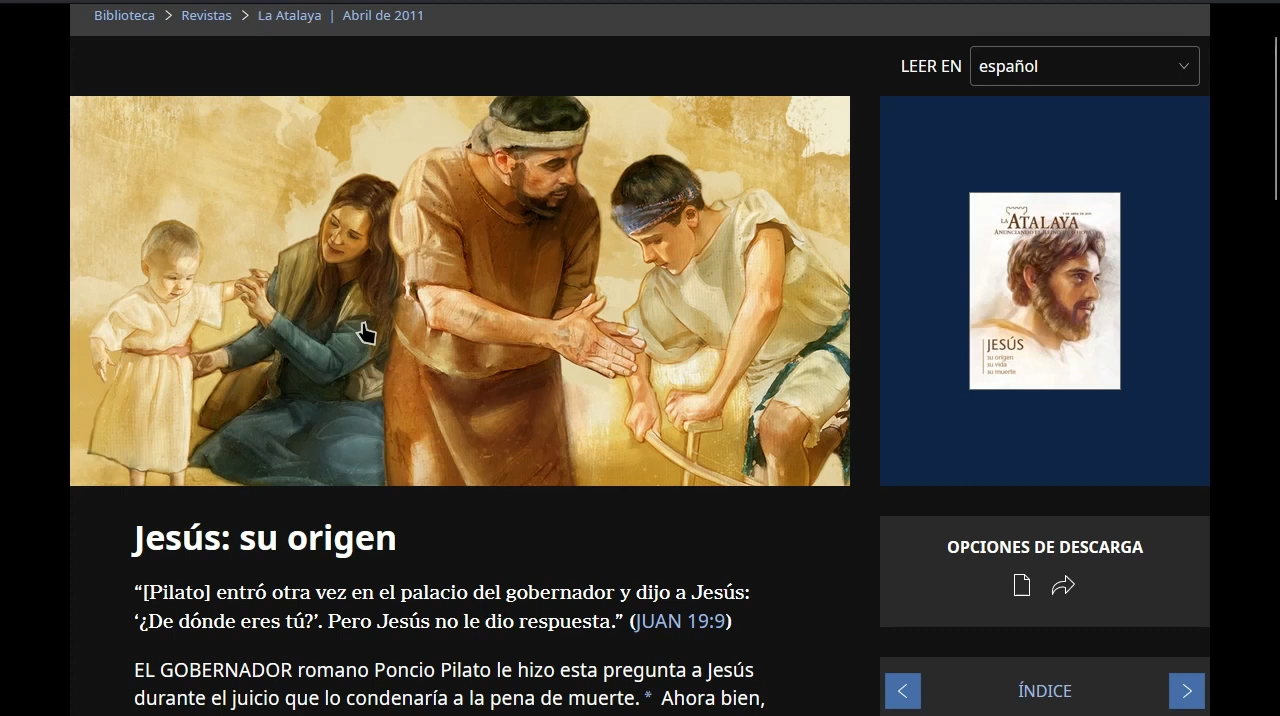 Biblioteca > Revistas > La Atalaya | Abril de 2011
LEER EN español
LA ATALAYA
JESÚS
su origen
su vida
su muerte
Jesús: su origen
“[Pilato] entró otra vez en el palacio del gobernador y dijo a Jesús:
‘¿De dónde eres tú?’. Pero Jesús no le dio respuesta.” (JUAN 19:9)
EL GOBERNADOR romano Poncio Pilato le hizo esta pregunta a Jesús
durante el juicio que lo condenaría a la pena de muerte. * Ahora bien,
OPCIONES DE DESCARGA
ÍNDICE